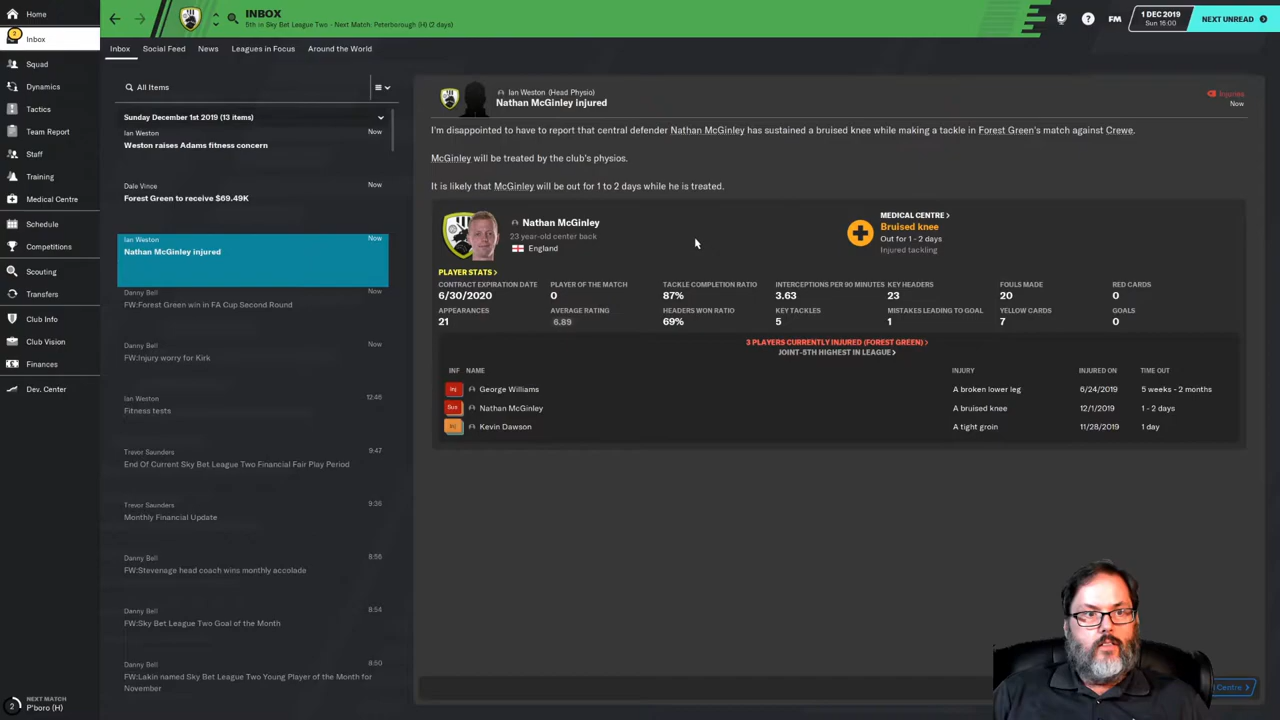 Home
INBOX
5th in Sky Bet League Two - Next Match: Peterborough (H) (2 days)
?
FM
1 DEC 2019
Sun 16:00
NEXT UNREAD
2
Inbox
Inbox
Social Feed
News
Leagues in Focus
Around the World
Squad
Dynamics
Tactics
Team Report
Staff
Training
Medical Centre
Schedule
Competitions
Scouting
Transfers
Club Info
Club Vision
Finances
Dev. Center
NEXT MATCH
P'boro (H)
2
All Items
Sunday December 1st 2019 (13 items)
Ian Weston
Now
Weston raises Adams fitness concern
Dale Vince
Now
Forest Green to receive $69.49K
Ian Weston
Now
Nathan McGinley injured
Danny Bell
Now
FW:Forest Green win in FA Cup Second Round
Danny Bell
Now
FW:Injury worry for Kirk
Ian Weston
12:46
Fitness tests
Trevor Saunders
9:47
End Of Current Sky Bet League Two Financial Fair Play Period
Trevor Saunders
9:36
Monthly Financial Update
Danny Bell
8:56
FW:Stevenage head coach wins monthly accolade
Danny Bell
8:54
FW:Sky Bet League Two Goal of the Month
Danny Bell
8:50
FW:Lakin named Sky Bet League Two Young Player of the Month for
November
Ian Weston (Head Physio)
Nathan McGinley injured
Injuries
Now
I'm disappointed to have to report that central defender Nathan McGinley has sustained a bruised knee while making a tackle in Forest Green's match against Crewe.
McGinley will be treated by the club's physios.
It is likely that McGinley will be out for 1 to 2 days while he is treated.
Nathan McGinley
23 year-old center back
England
MEDICAL CENTRE >
Bruised knee
Out for 1 - 2 days
Injured tackling
PLAYER STATS >
CONTRACT EXPIRATION DATE
6/30/2020
PLAYER OF THE MATCH
0
TACKLE COMPLETION RATIO
87%
INTERCEPTIONS PER 90 MINUTES
3.63
KEY HEADERS
23
FOULS MADE
20
RED CARDS
0
APPEARANCES
21
AVERAGE RATING
6.89
HEADERS WON RATIO
69%
KEY TACKLES
5
MISTAKES LEADING TO GOAL
1
YELLOW CARDS
7
GOALS
0
3 PLAYERS CURRENTLY INJURED (FOREST GREEN) >
JOINT-5TH HIGHEST IN LEAGUE >
INF NAME INJURY INJURED ON TIME OUT
Inj George Williams A broken lower leg 6/24/2019 5 weeks - 2 months
Sus Nathan McGinley A bruised knee 12/1/2019 1 - 2 days
Inj Kevin Dawson A tight groin 11/28/2019 1 day
Centre >